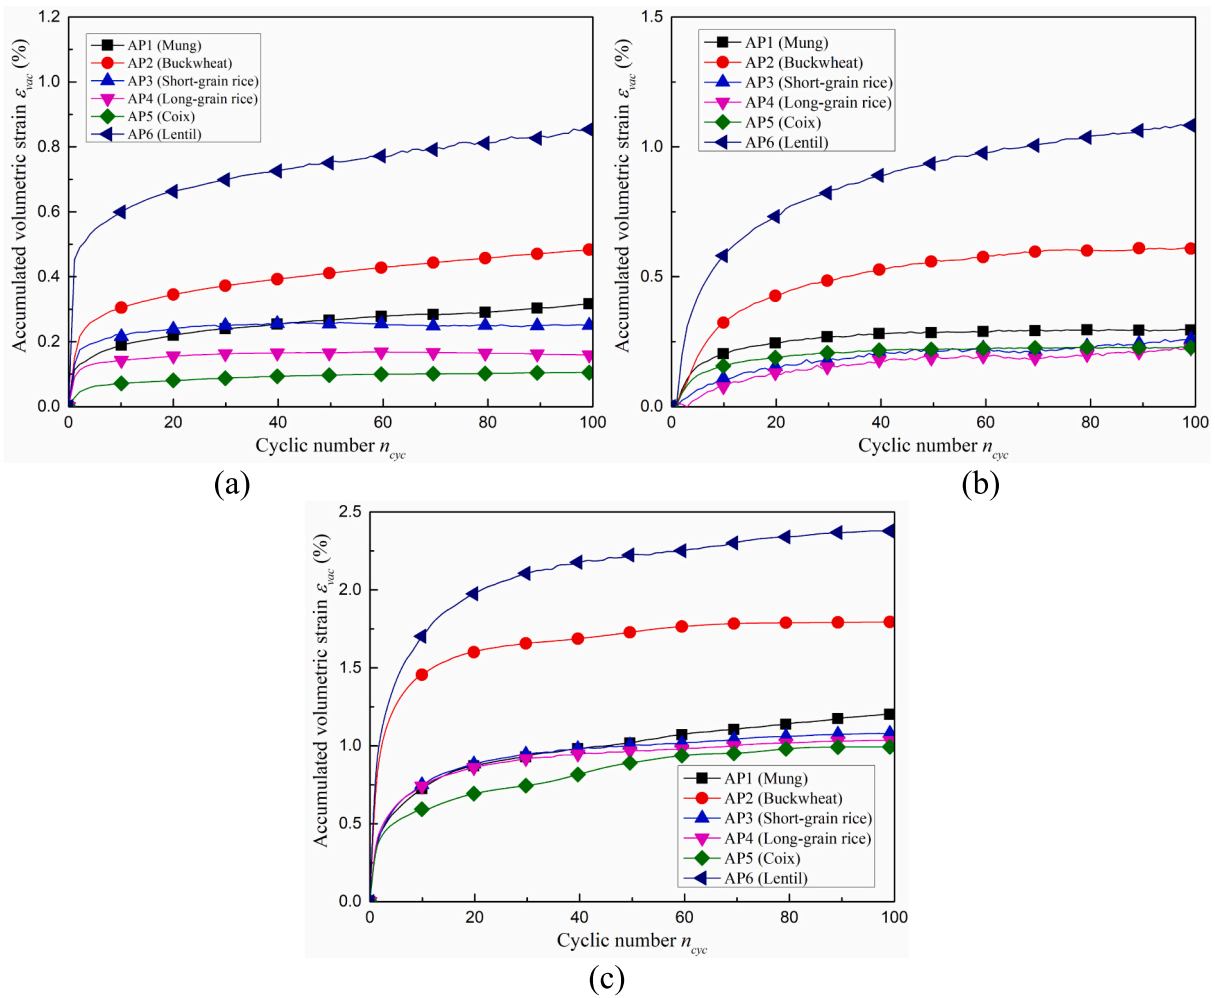 1.2
1.0
0.8
0.6
0.4
0.2
0.0
Accumulated volumetric strain εvac (%)
AP1 (Mung)
AP2 (Buckwheat)
AP3 (Short-grain rice)
AP4 (Long-grain rice)
AP5 (Coix)
AP6 (Lentil)
0 20 40 60 80 100
Cyclic number ncyc
(a)
1.5
1.0
0.5
0.0
Accumulated volumetric strain εvac (%)
AP1 (Mung)
AP2 (Buckwheat)
AP3 (Short-grain rice)
AP4 (Long-grain rice)
AP5 (Coix)
AP6 (Lentil)
0 20 40 60 80 100
Cyclic number ncyc
(b)
2.5
2.0
1.5
1.0
0.5
0.0
Accumulated volumetric strain εvac (%)
AP1 (Mung)
AP2 (Buckwheat)
AP3 (Short-grain rice)
AP4 (Long-grain rice)
AP5 (Coix)
AP6 (Lentil)
0 20 40 60 80 100
Cyclic number ncyc
(c)